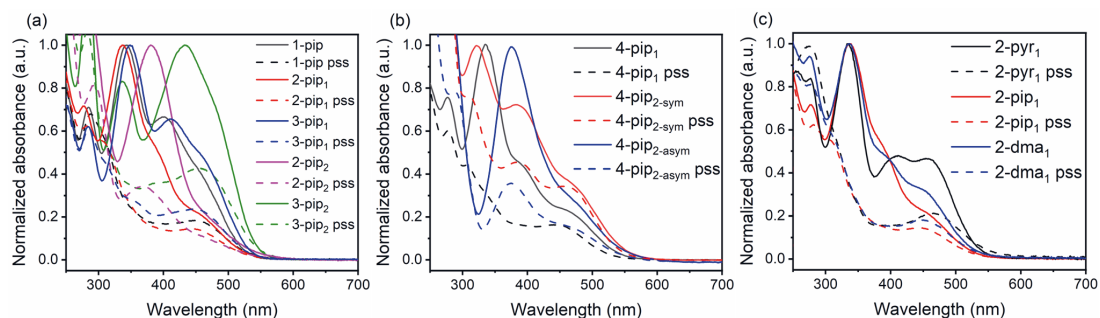 (a)
Normalized absorbance (a.u.)
1.0
0.8
0.6
0.4
0.2
0.0
300 400 500 600 700
Wavelength (nm)
1-pip
1-pip pss
2-pip₁
2-pip₁ pss
3-pip₁
3-pip₁ pss
2-pip₂
2-pip₂ pss
3-pip₂
3-pip₂ pss
(b)
Normalized absorbance (a.u.)
1.0
0.8
0.6
0.4
0.2
0.0
300 400 500 600 700
Wavelength (nm)
4-pip₁
4-pip₁ pss
4-pip₂₋sym
4-pip₂₋sym pss
4-pip₂₋asym
4-pip₂₋asym pss
(c)
Normalized absorbance (a.u.)
1.0
0.8
0.6
0.4
0.2
0.0
300 400 500 600 700
Wavelength (nm)
2-pyr₁
2-pyr₁ pss
2-pip₁
2-pip₁ pss
2-dma₁
2-dma₁ pss